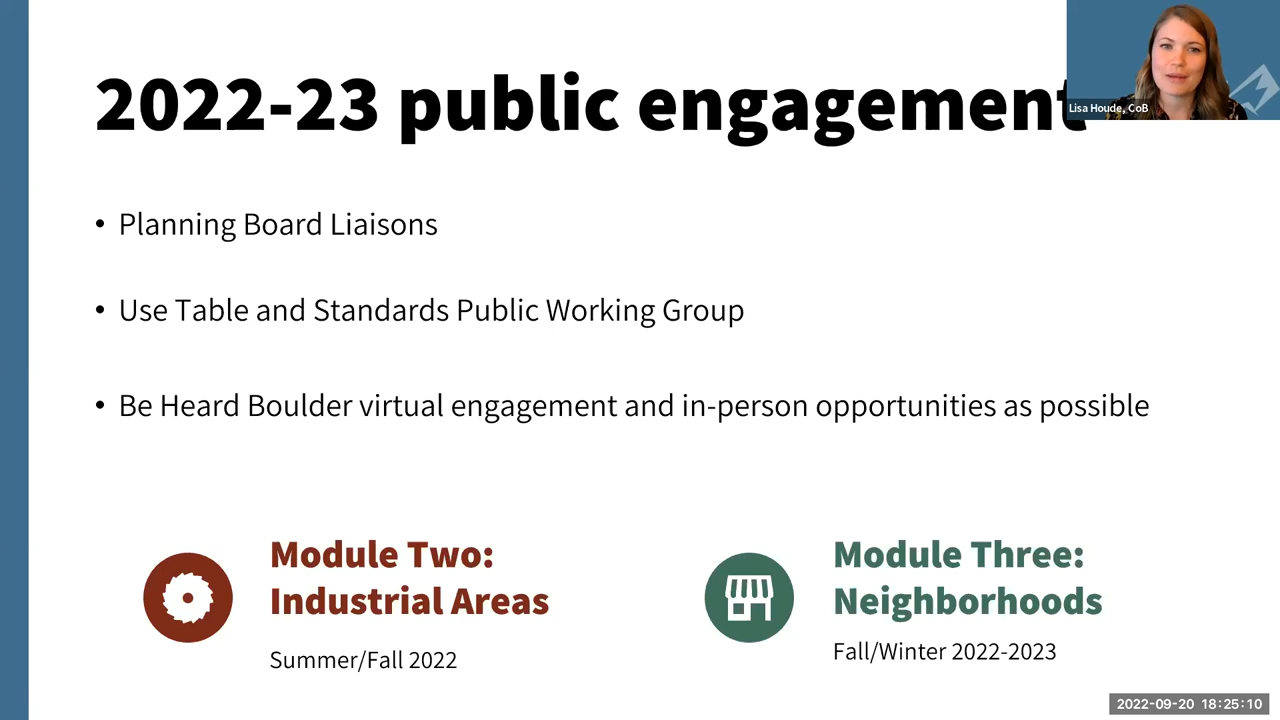 2022-23 public engagement
Lisa Houde, CoB
• Planning Board Liaisons
• Use Table and Standards Public Working Group
• Be Heard Boulder virtual engagement and in-person opportunities as possible
Module Two:
Industrial Areas
Summer/Fall 2022
Module Three:
Neighborhoods
Fall/Winter 2022-2023
2022-09-20 18:25:10